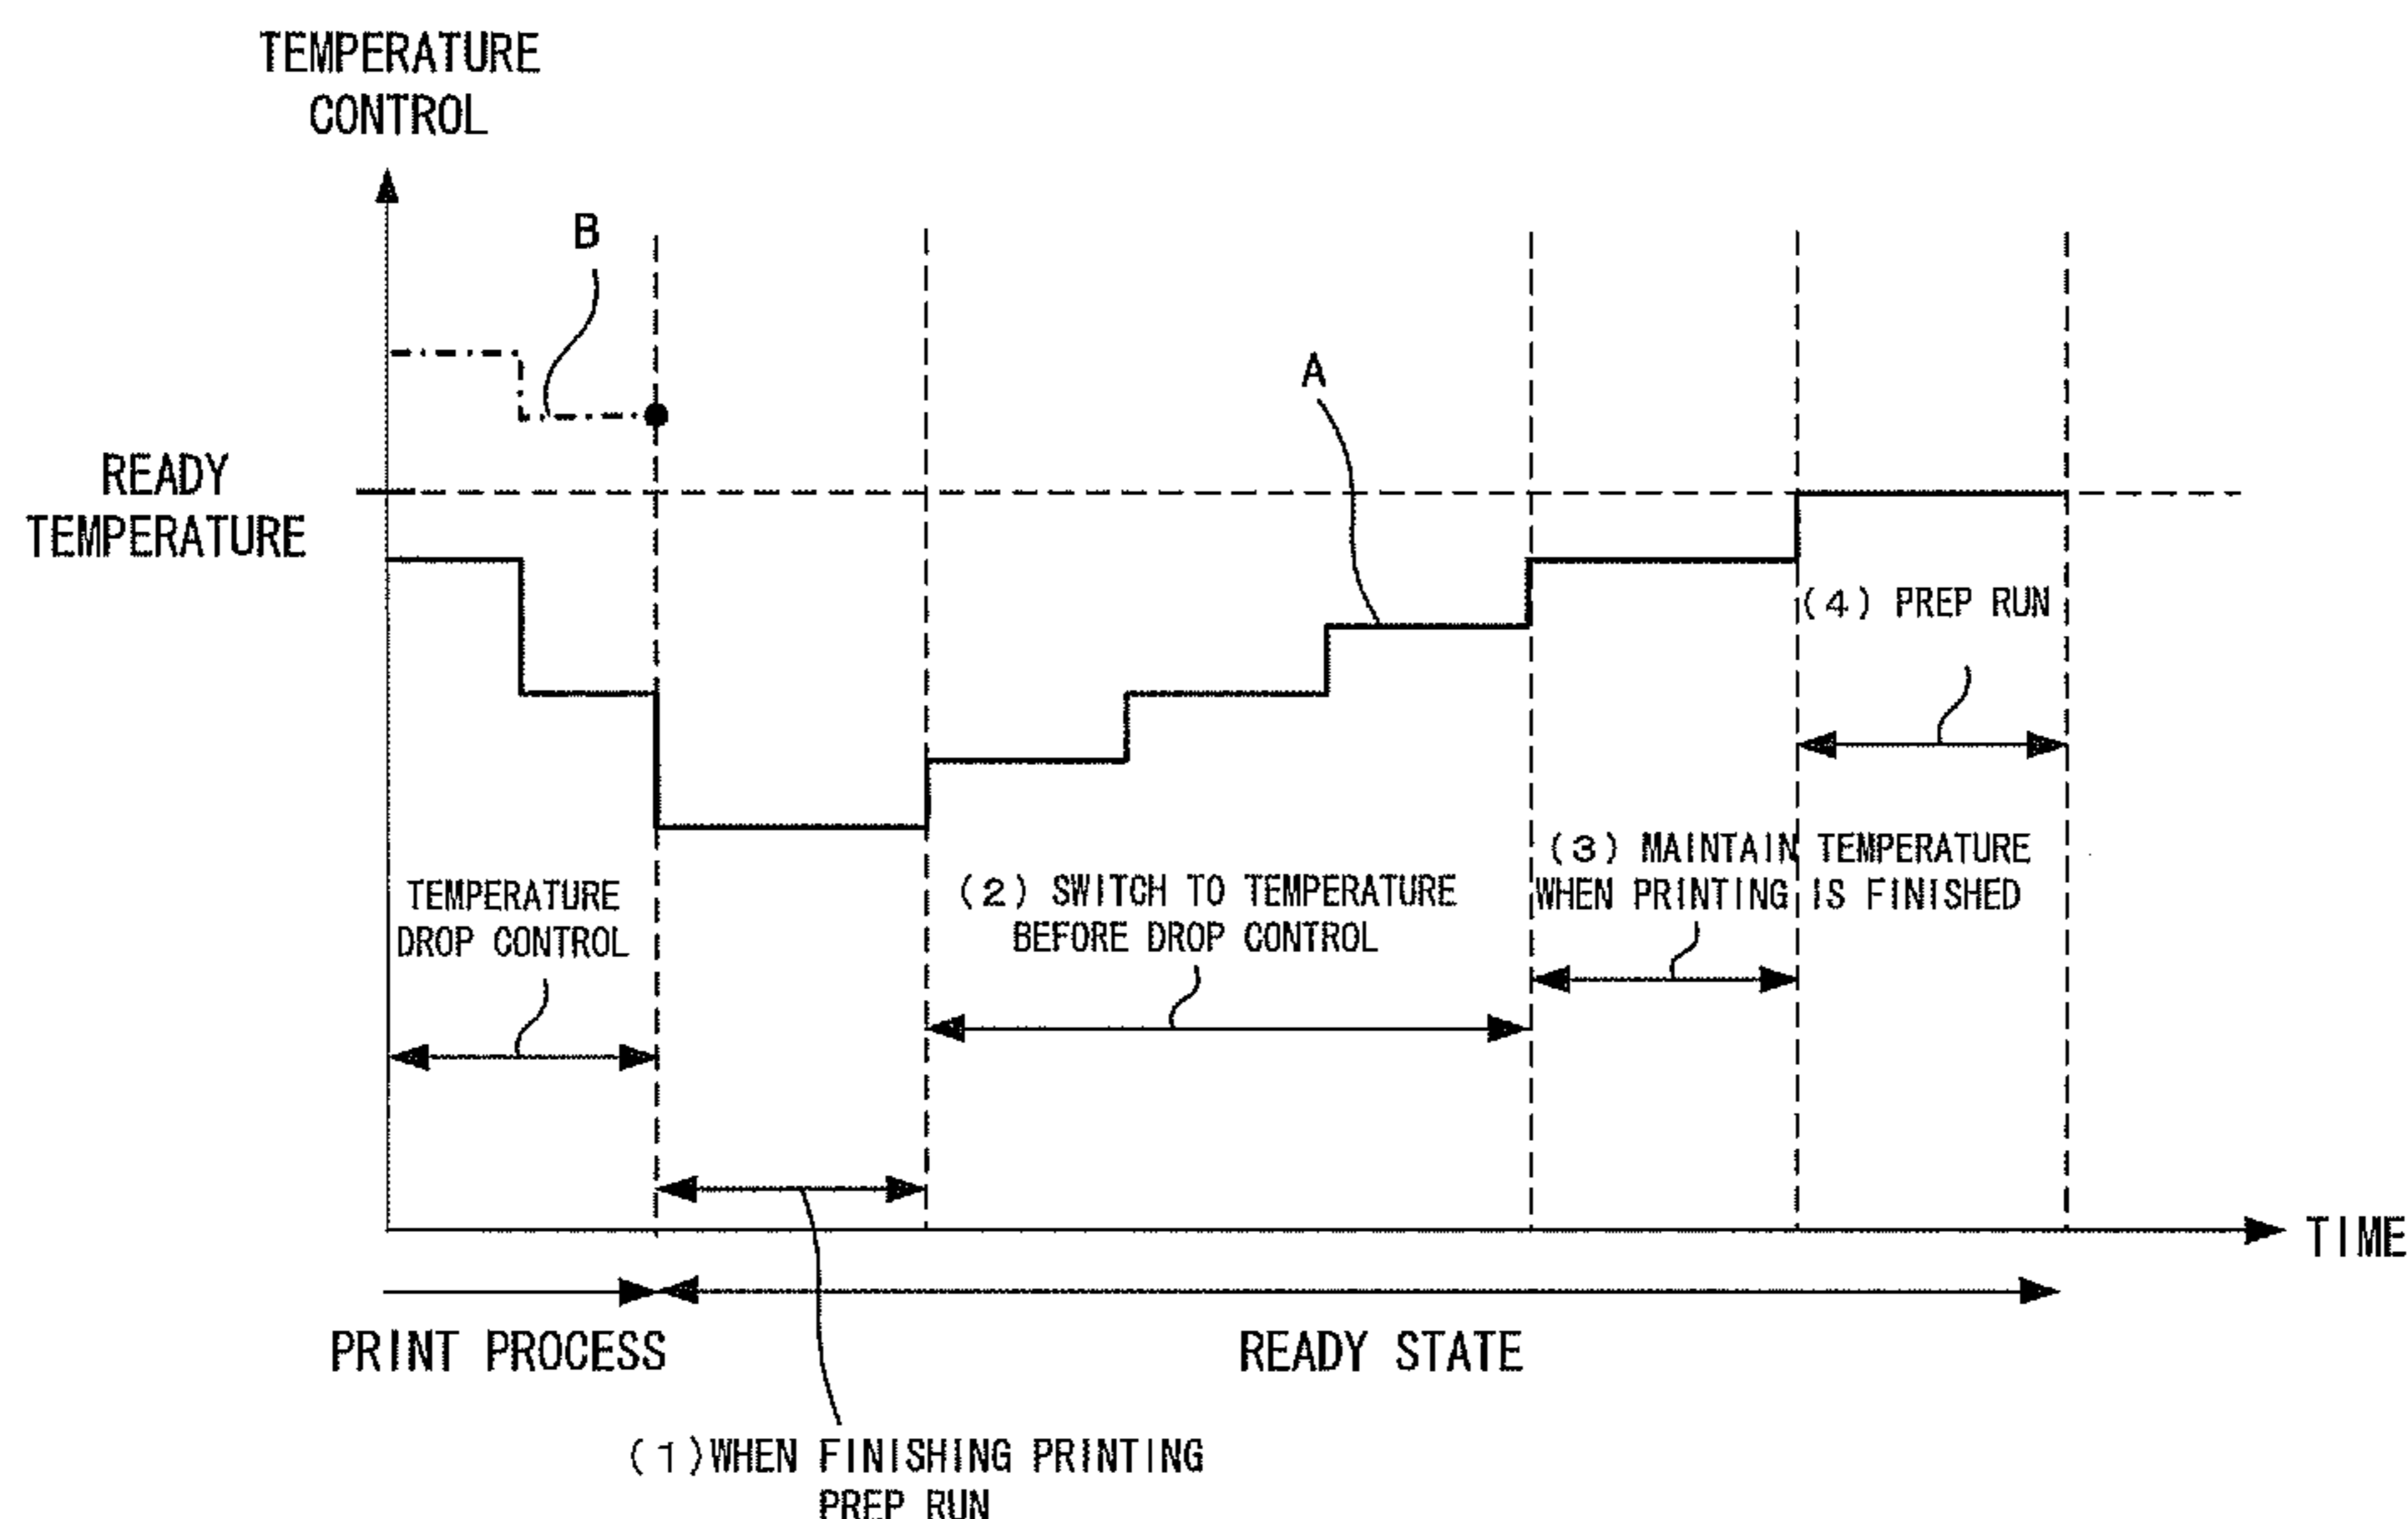 TEMPERATURE
CONTROL
B
A
READY
TEMPERATURE
(4) PREP RUN
(3) MAINTAIN TEMPERATURE
WHEN PRINTING IS FINISHED
(2) SWITCH TO TEMPERATURE
BEFORE DROP CONTROL
TEMPERATURE
DROP CONTROL
TIME
PRINT PROCESS
READY STATE
(1)WHEN FINISHING PRINTING
PREP RUN